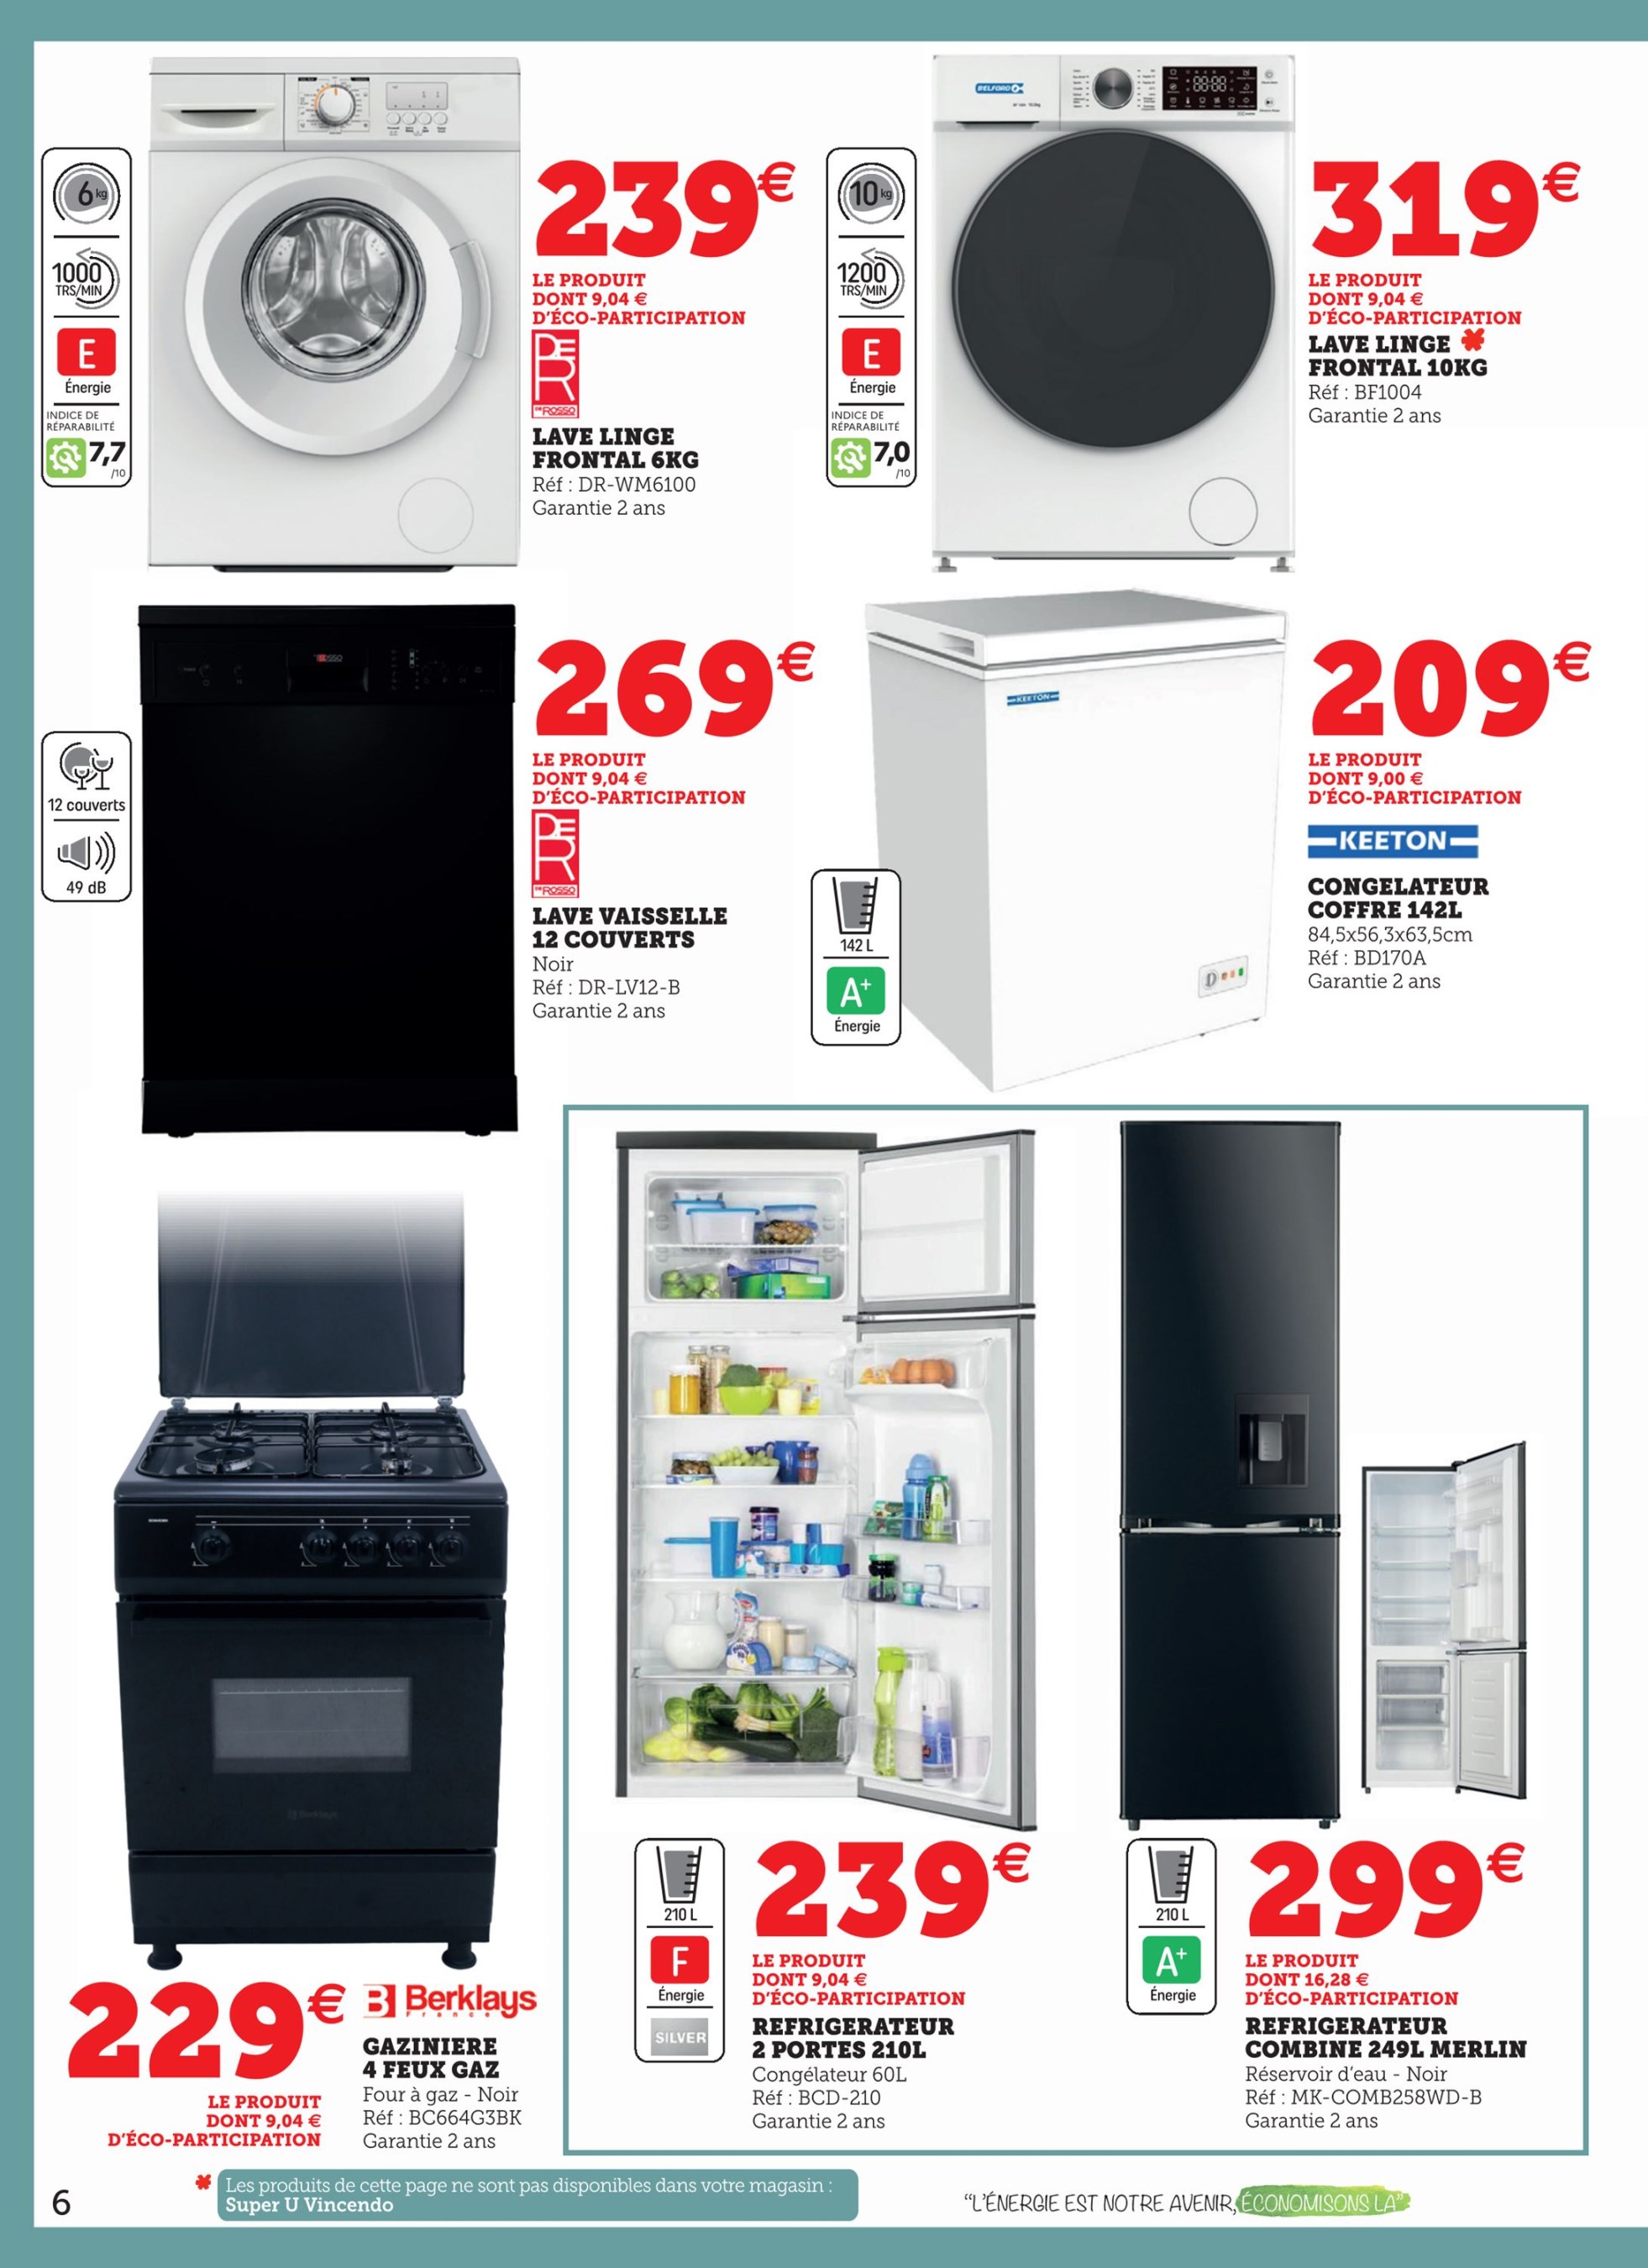 6 kg
1000
TRS/MIN
E
Énergie
INDICE DE
RÉPARABILITÉ
7,7
/10
239€
LE PRODUIT
DONT 9,04 €
D'ÉCO-PARTICIPATION
DE ROSSO
LAVE LINGE
FRONTAL 6KG
Réf : DR-WM6100
Garantie 2 ans
10 kg
1200
TRS/MIN
E
Énergie
INDICE DE
RÉPARABILITÉ
7,0
/10
BELFORD
00:00
319€
LE PRODUIT
DONT 9,04 €
D'ÉCO-PARTICIPATION
LAVE LINGE
FRONTAL 10KG
Réf : BF1004
Garantie 2 ans
12 couverts
49 dB
269€
LE PRODUIT
DONT 9,04 €
D'ÉCO-PARTICIPATION
DE ROSSO
LAVE VAISSELLE
12 COUVERTS
Noir
Réf : DR-LV12-B
Garantie 2 ans
KEETON
142 L
A+
Énergie
209€
LE PRODUIT
DONT 9,00 €
D'ÉCO-PARTICIPATION
KEETON
CONGELATEUR
COFFRE 142L
84,5x56,3x63,5cm
Réf : BD170A
Garantie 2 ans
Berklays
229€
LE PRODUIT
DONT 9,04 €
D'ÉCO-PARTICIPATION
Berklays
France
GAZINIERE
4 FEUX GAZ
Four à gaz - Noir
Réf : BC664G3BK
Garantie 2 ans
210 L
F
Énergie
SILVER
239€
LE PRODUIT
DONT 9,04 €
D'ÉCO-PARTICIPATION
REFRIGERATEUR
2 PORTES 210L
Congélateur 60L
Réf : BCD-210
Garantie 2 ans
210 L
A+
Énergie
299€
LE PRODUIT
DONT 16,28 €
D'ÉCO-PARTICIPATION
REFRIGERATEUR
COMBINE 249L MERLIN
Réservoir d'eau - Noir
Réf : MK-COMB258WD-B
Garantie 2 ans
6
Les produits de cette page ne sont pas disponibles dans votre magasin :
Super U Vincendo
“L'ÉNERGIE EST NOTRE AVENIR, ÉCONOMISONS LA”